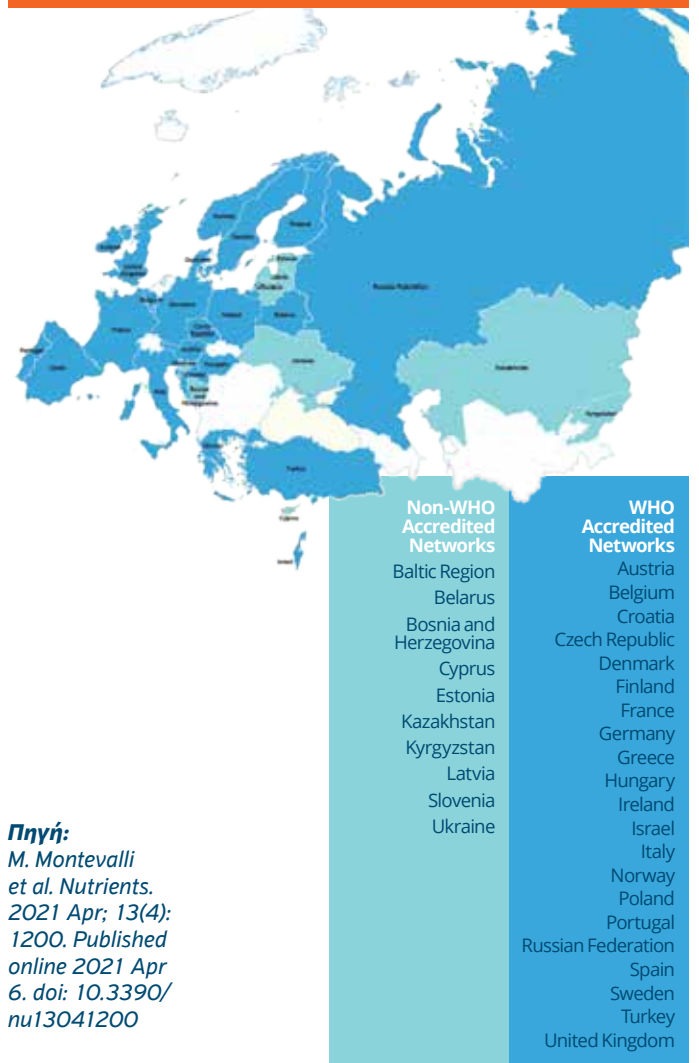 Russian Federation
Kazakhstan
Non-WHO
Accredited
Networks
Baltic Region
Belarus
Bosnia and
Herzegovina
Cyprus
Estonia
Kazakhstan
Kyrgyzstan
Latvia
Slovenia
Ukraine
WHO
Accredited
Networks
Austria
Belgium
Croatia
Czech Republic
Denmark
Finland
France
Germany
Greece
Hungary
Ireland
Israel
Italy
Norway
Poland
Portugal
Russian Federation
Spain
Sweden
Turkey
United Kingdom
Πηγή:
M. Montevalli
et al. Nutrients.
2021 Apr; 13(4):
1200. Published
online 2021 Apr
6. doi: 10.3390/
nu13041200